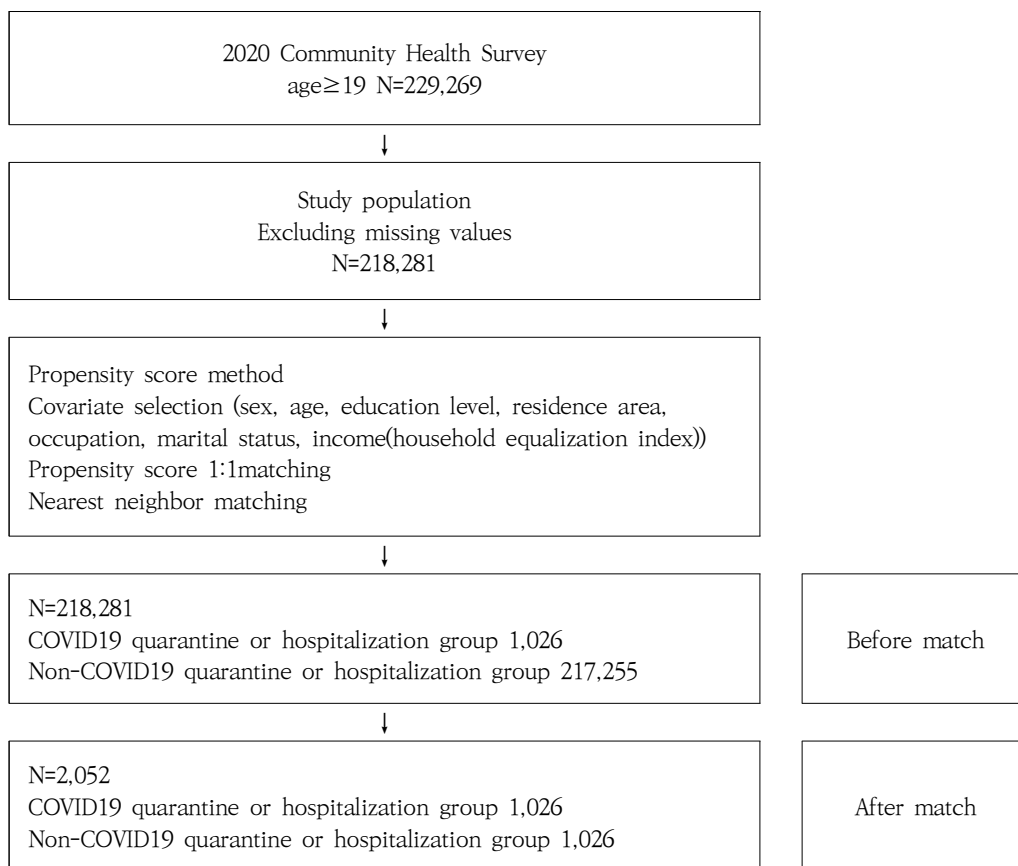 2020 Community Health Survey
age≥19 N=229,269
↓
Study population
Excluding missing values
N=218,281
↓
Propensity score method
Covariate selection (sex, age, education level, residence area,
occupation, marital status, income(household equalization index))
Propensity score 1:1matching
Nearest neighbor matching
↓
N=218,281
COVID19 quarantine or hospitalization group 1,026
Non-COVID19 quarantine or hospitalization group 217,255
Before match
↓
N=2,052
COVID19 quarantine or hospitalization group 1,026
Non-COVID19 quarantine or hospitalization group 1,026
After match